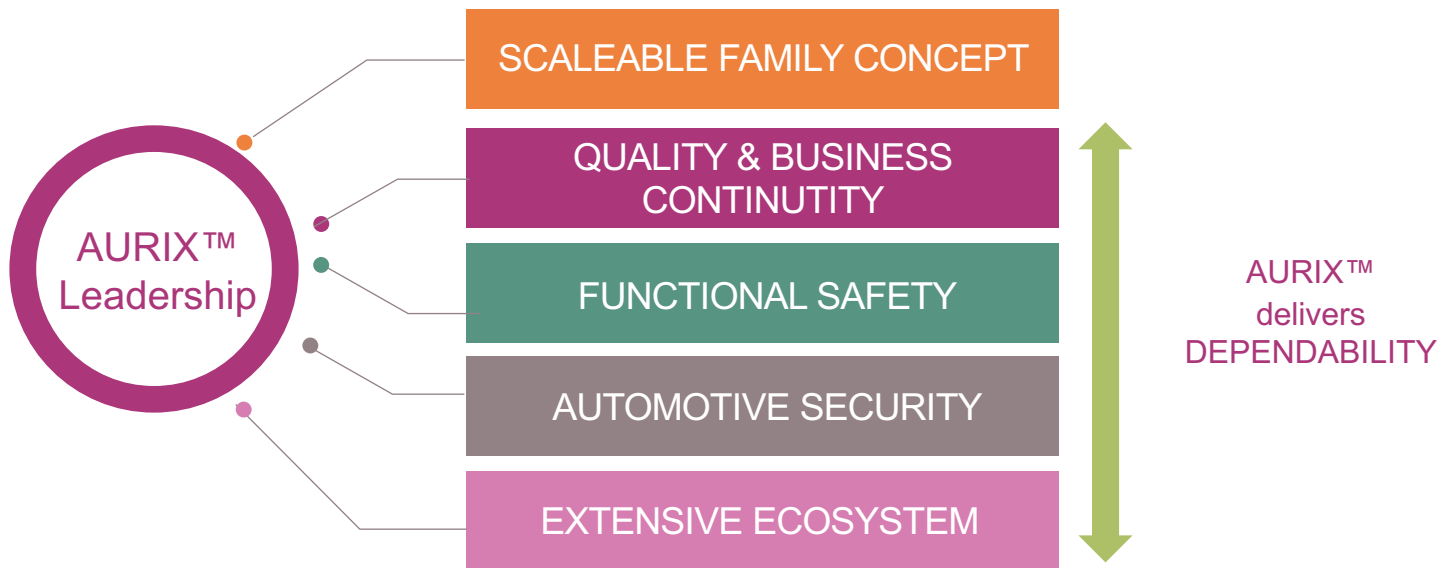 SCALEABLE FAMILY CONCEPT
QUALITY & BUSINESS
CONTINUTITY
FUNCTIONAL SAFETY
AUTOMOTIVE SECURITY
EXTENSIVE ECOSYSTEM
AURIX™
Leadership
AURIX™
delivers
DEPENDABILITY